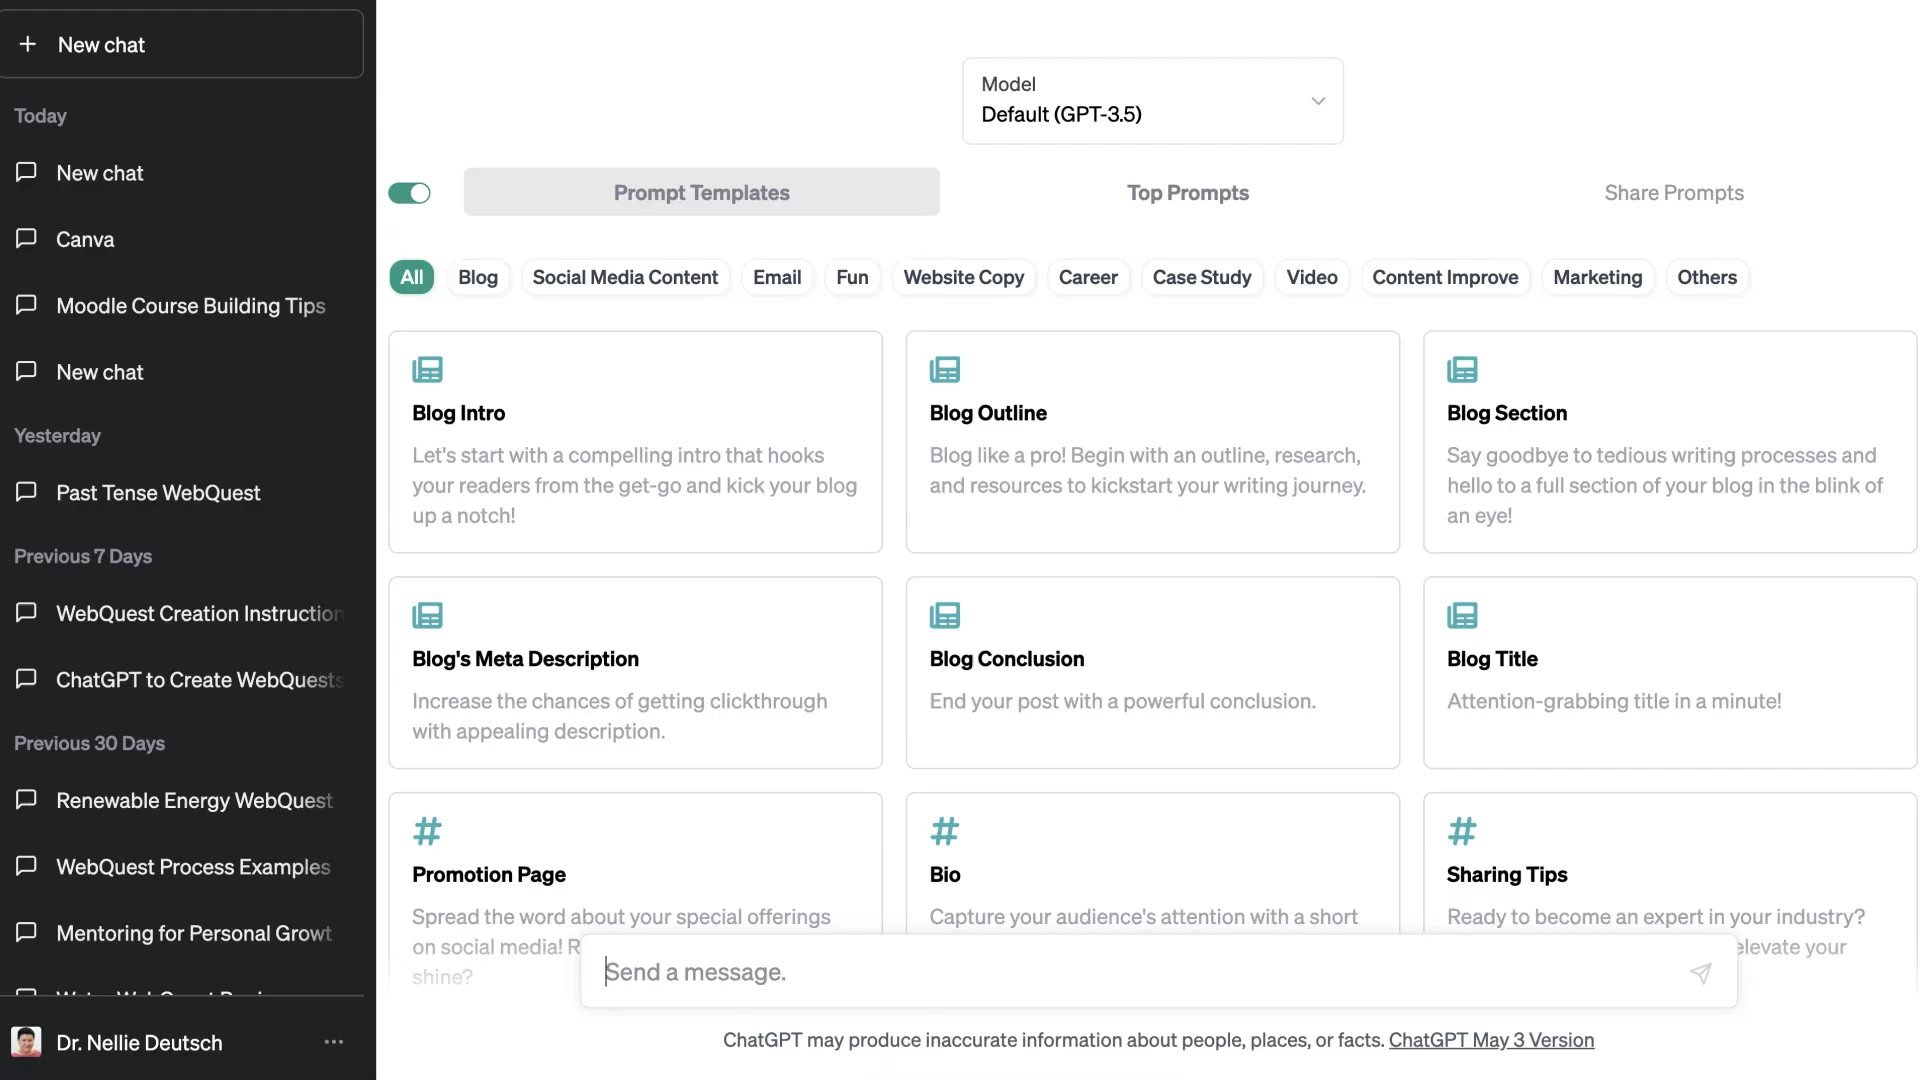 New chat
Today
New chat
Canva
Moodle Course Building Tips
New chat
Yesterday
Past Tense WebQuest
Previous 7 Days
WebQuest Creation Instruction
ChatGPT to Create WebQuests
Previous 30 Days
Renewable Energy WebQuest
WebQuest Process Examples
Mentoring for Personal Growt
Dr. Nellie Deutsch
Model
Default (GPT-3.5)
Prompt Templates
Top Prompts
Share Prompts
All
Blog
Social Media Content
Email
Fun
Website Copy
Career
Case Study
Video
Content Improve
Marketing
Others
Blog Intro
Let's start with a compelling intro that hooks
your readers from the get-go and kick your blog
up a notch!
Blog Outline
Blog like a pro! Begin with an outline, research,
and resources to kickstart your writing journey.
Blog Section
Say goodbye to tedious writing processes and
hello to a full section of your blog in the blink of
an eye!
Blog's Meta Description
Increase the chances of getting clickthrough
with appealing description.
Blog Conclusion
End your post with a powerful conclusion.
Blog Title
Attention-grabbing title in a minute!
Promotion Page
Spread the word about your special offerings
on social media! R
shine?
Bio
Capture your audience's attention with a short
Sharing Tips
Ready to become an expert in your industry?
elevate your
Send a message.
ChatGPT may produce inaccurate information about people, places, or facts. ChatGPT May 3 Version